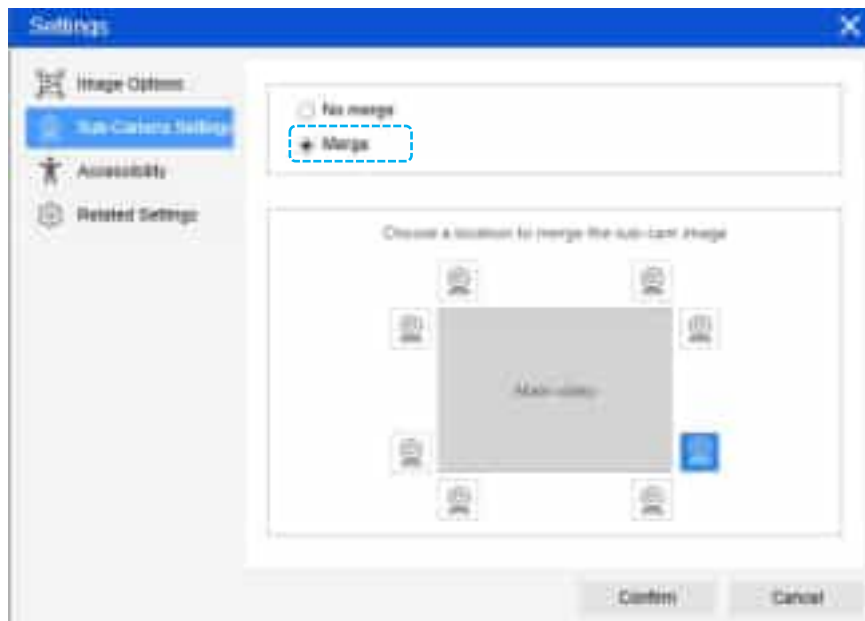 Settings
Image Options
Sub-Camera Settings
Accessibility
Related Settings
No merge
Merge
Choose a location to merge the sub-cam image
Main video
Confirm
Cancel